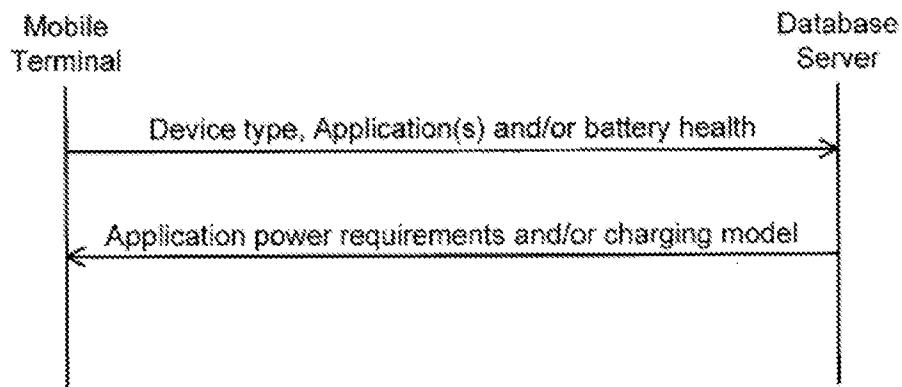 Mobile
Terminal
Database
Server
Device type, Application(s) and/or battery health
Application power requirements and/or charging model